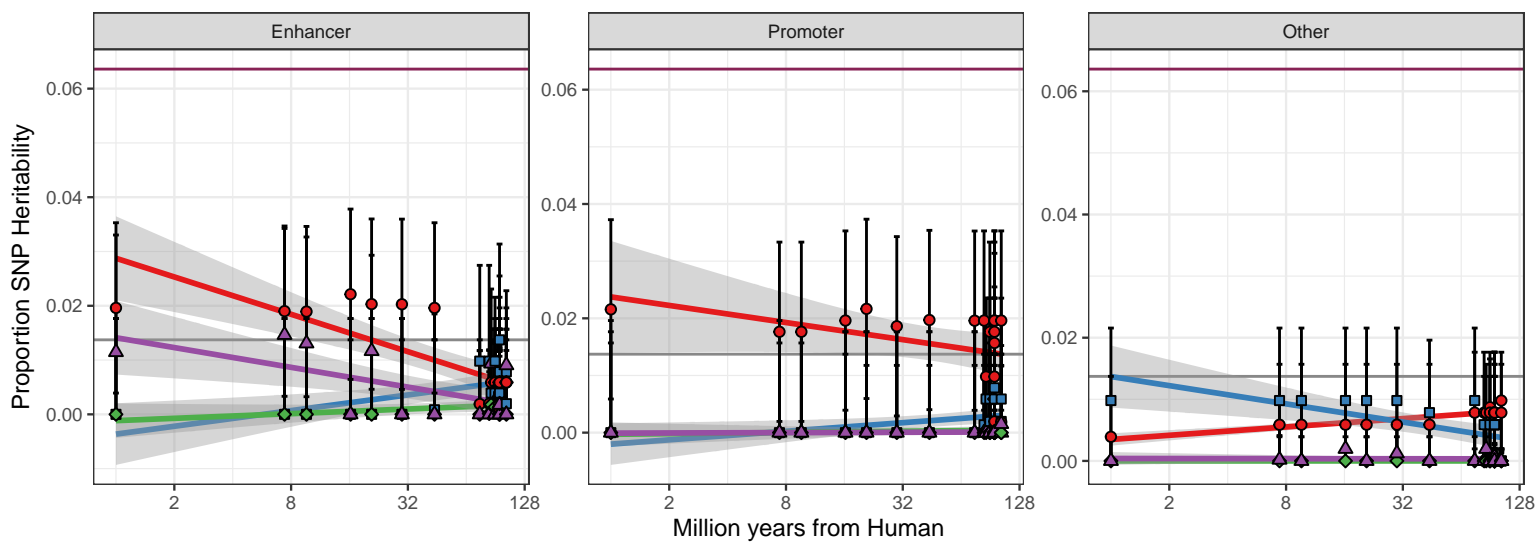 Enhancer
Promoter
Other
Proportion SNP Heritability
0.06
0.04
0.02
0.00
0.06
0.04
0.02
0.00
0.06
0.04
0.02
0.00
2 8 32 128
2 8 32 128
2 8 32 128
Million years from Human